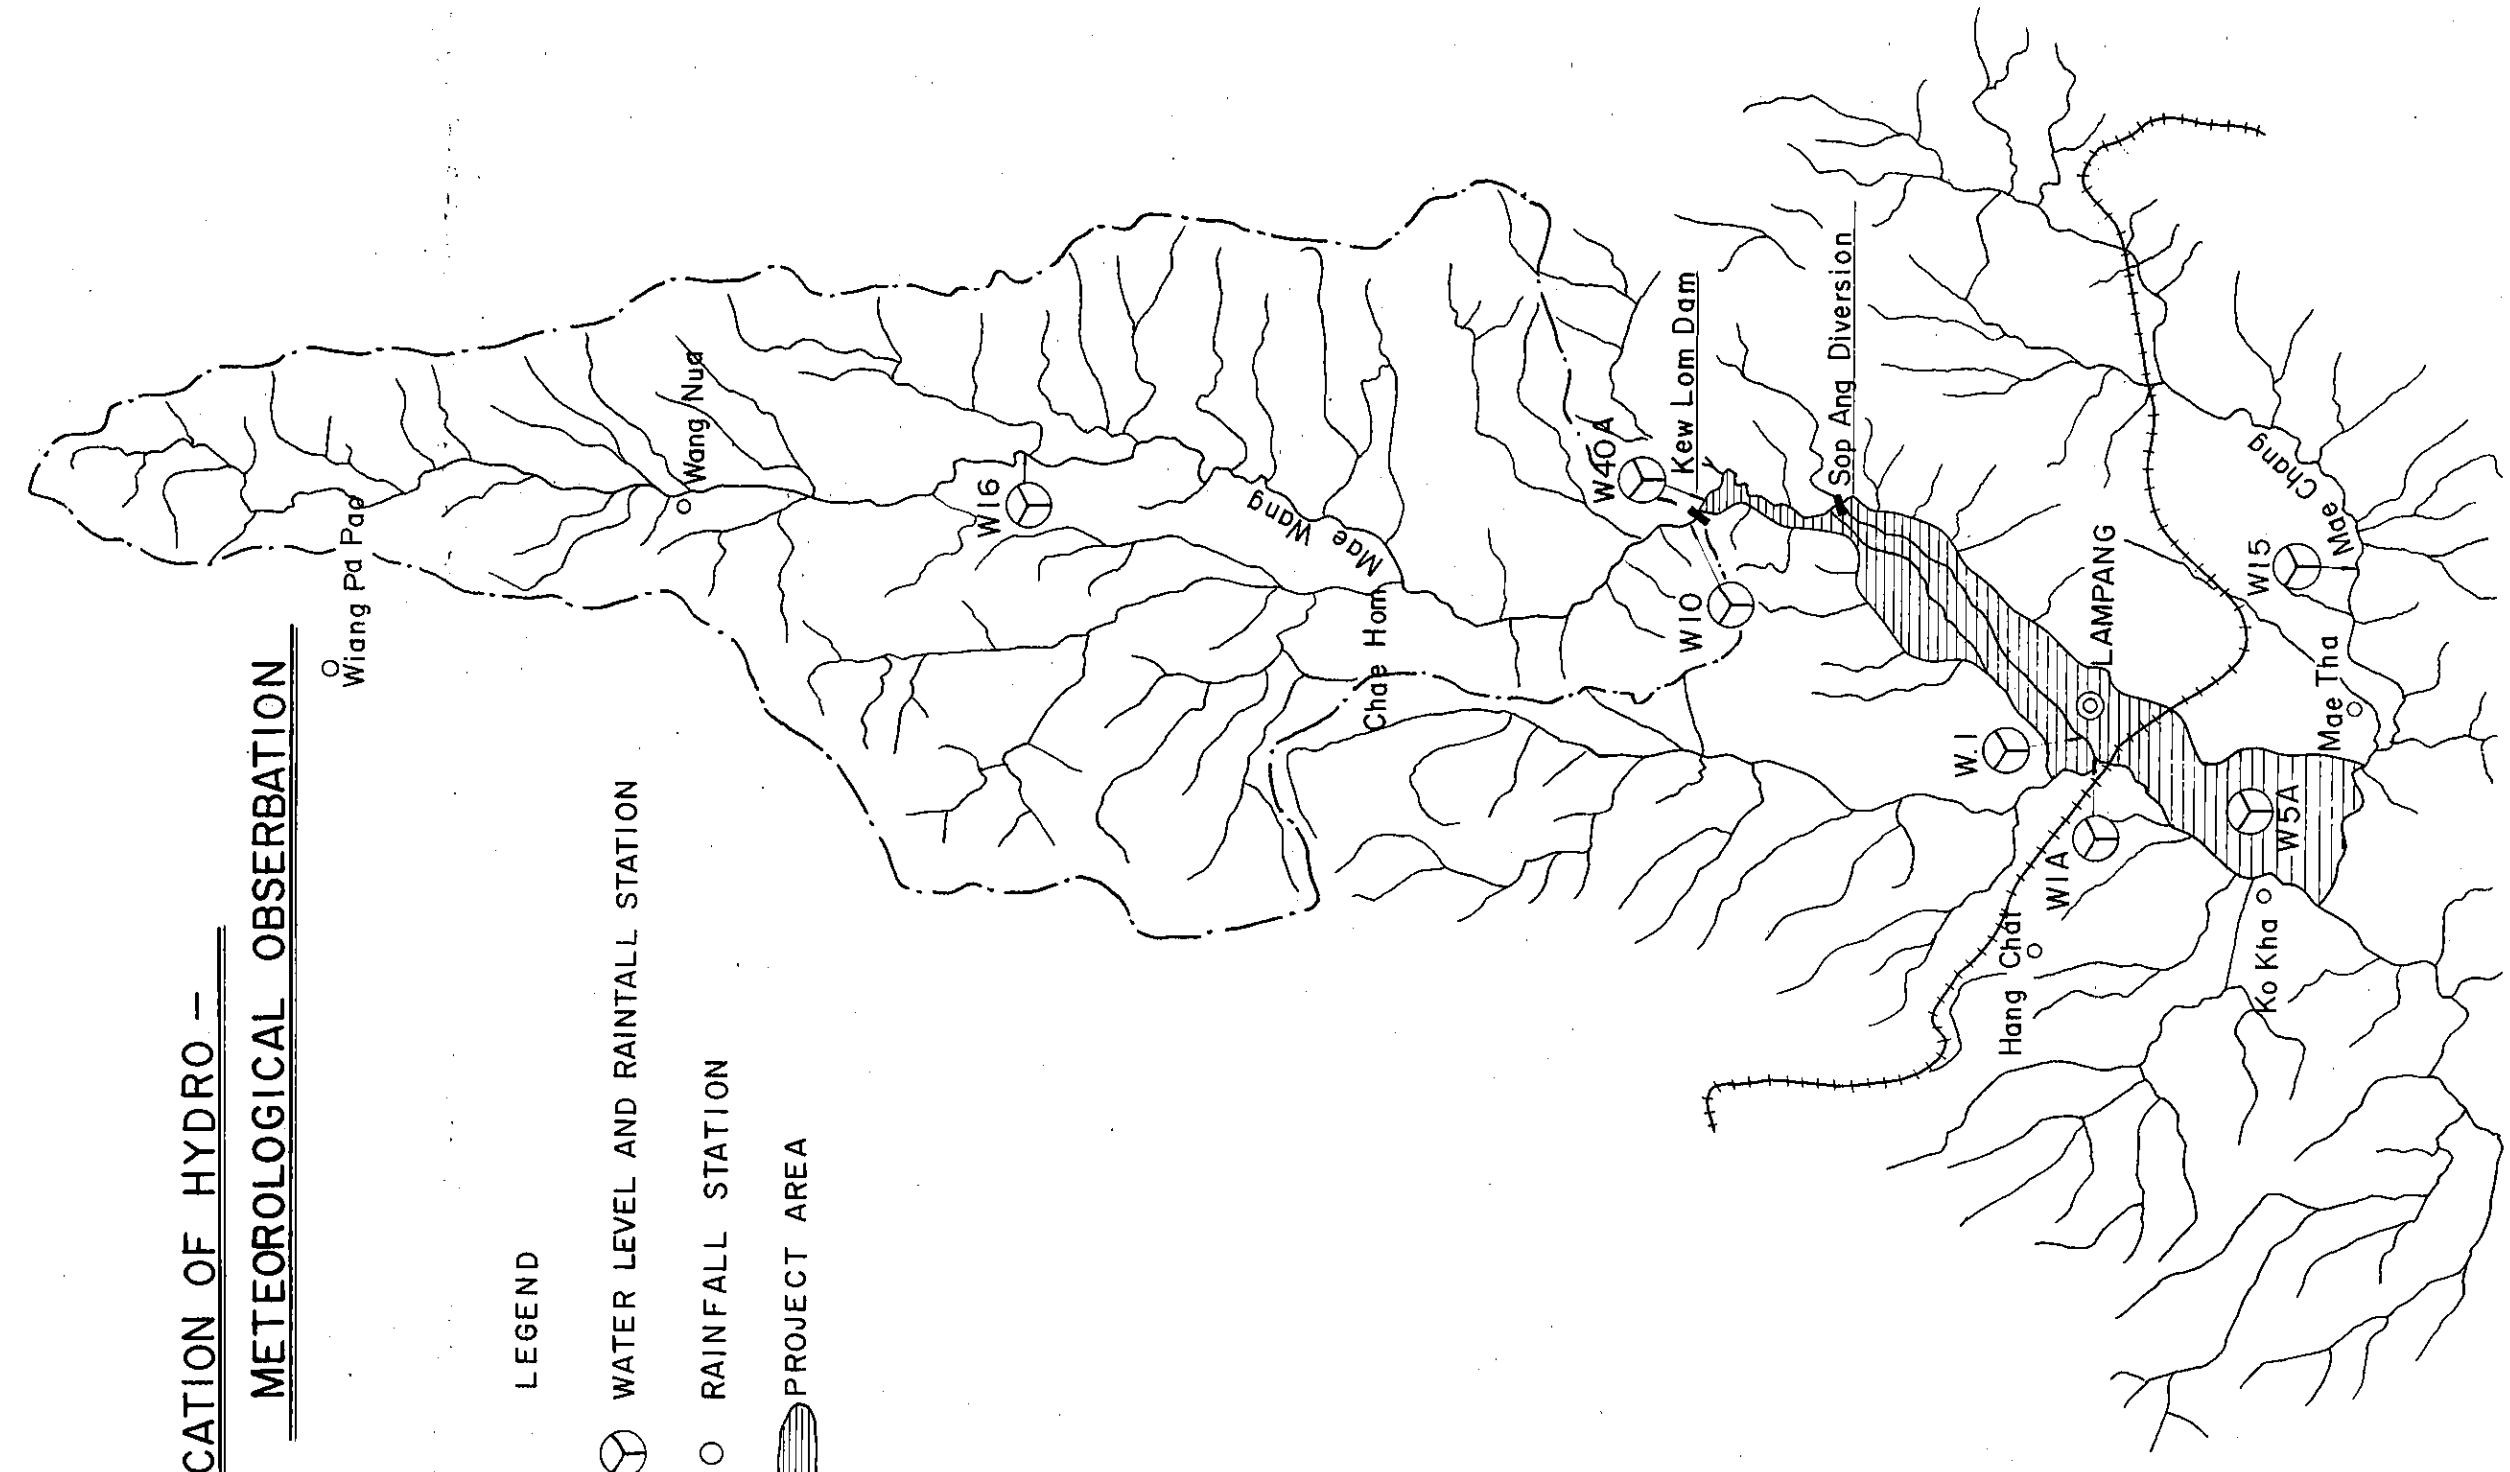 CATION OF HYDRO -
METEOROLOGICAL OBSERBATION
LEGEND
WATER LEVEL AND RAINTALL STATION
RAINFALL STATION
PROJECT AREA
Wiang Pa Pae
Wang Nua
W16
Mae Wang
Chae Hom
W40A
Kew Lom Dam
W10
Sop Ang Diversion
W.1
LAMPANG
W1A
Hang Chat
W5A
Ko Kha
W15
Mae Chang
Mae Tha